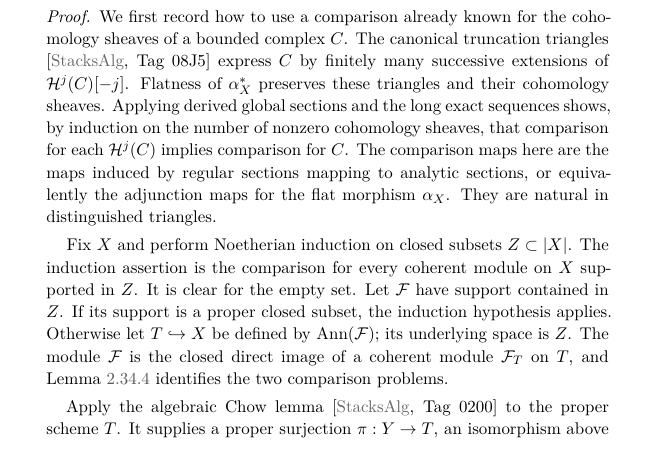 Proof. We first record how to use a comparison already known for the coho-
mology sheaves of a bounded complex C. The canonical truncation triangles
[StacksAlg, Tag 08J5] express C by finitely many successive extensions of
ℋʲ(C)[−j]. Flatness of α*_X preserves these triangles and their cohomology
sheaves. Applying derived global sections and the long exact sequences shows,
by induction on the number of nonzero cohomology sheaves, that comparison
for each ℋʲ(C) implies comparison for C. The comparison maps here are the
maps induced by regular sections mapping to analytic sections, or equiva-
lently the adjunction maps for the flat morphism α_X. They are natural in
distinguished triangles.
Fix X and perform Noetherian induction on closed subsets Z ⊂ |X|. The
induction assertion is the comparison for every coherent module on X sup-
ported in Z. It is clear for the empty set. Let ℱ have support contained in
Z. If its support is a proper closed subset, the induction hypothesis applies.
Otherwise let T ↪ X be defined by Ann(ℱ); its underlying space is Z. The
module ℱ is the closed direct image of a coherent module ℱ_T on T, and
Lemma 2.34.4 identifies the two comparison problems.
Apply the algebraic Chow lemma [StacksAlg, Tag 0200] to the proper
scheme T. It supplies a proper surjection π : Y → T, an isomorphism above